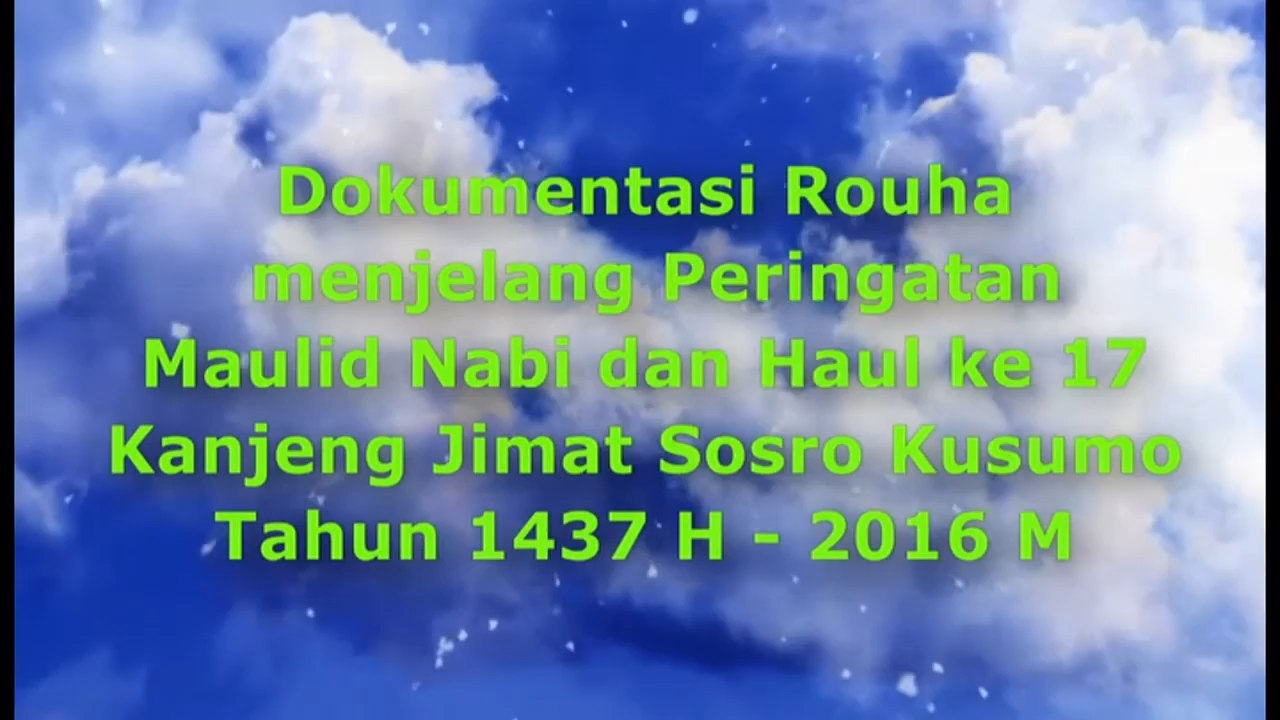 Dokumentasi Rouha
menjelang Peringatan
Maulid Nabi dan Haul ke 17
Kanjeng Jimat Sosro Kusumo
Tahun 1437 H - 2016 M